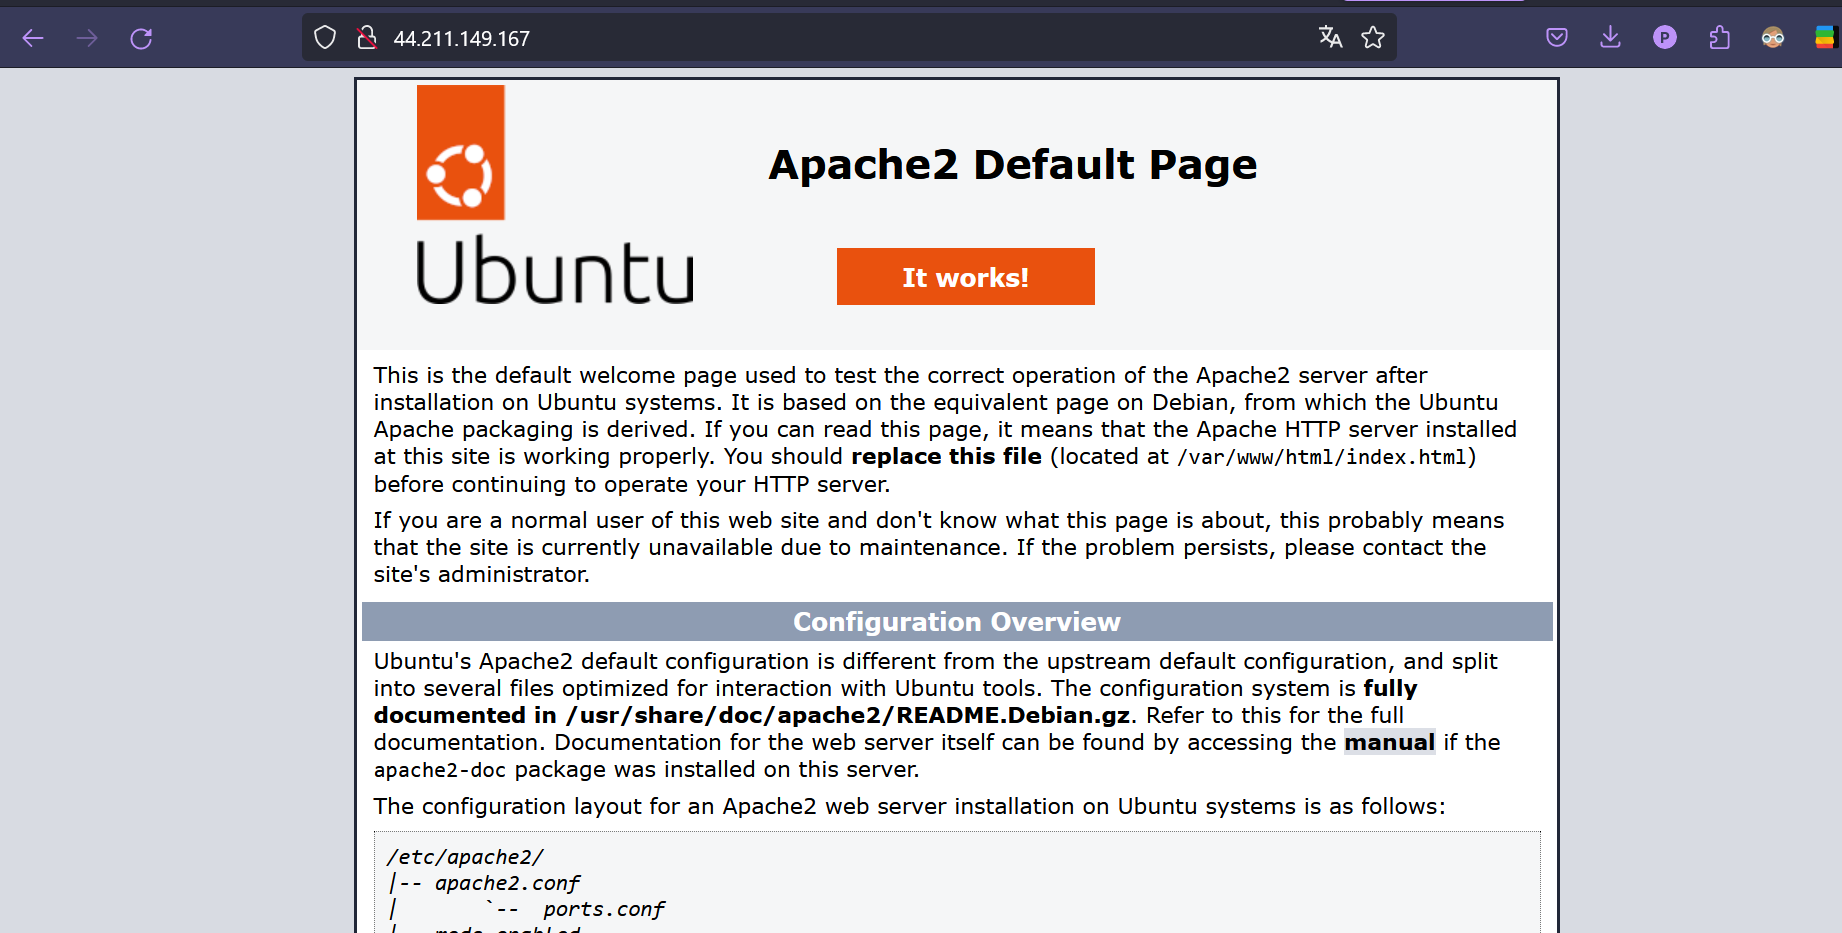 44.211.149.167
P
Apache2 Default Page
Ubuntu
It works!
This is the default welcome page used to test the correct operation of the Apache2 server after
installation on Ubuntu systems. It is based on the equivalent page on Debian, from which the Ubuntu
Apache packaging is derived. If you can read this page, it means that the Apache HTTP server installed
at this site is working properly. You should replace this file (located at /var/www/html/index.html)
before continuing to operate your HTTP server.
If you are a normal user of this web site and don't know what this page is about, this probably means
that the site is currently unavailable due to maintenance. If the problem persists, please contact the
site's administrator.
Configuration Overview
Ubuntu's Apache2 default configuration is different from the upstream default configuration, and split
into several files optimized for interaction with Ubuntu tools. The configuration system is fully
documented in /usr/share/doc/apache2/README.Debian.gz. Refer to this for the full
documentation. Documentation for the web server itself can be found by accessing the manual if the
apache2-doc package was installed on this server.
The configuration layout for an Apache2 web server installation on Ubuntu systems is as follows:
/etc/apache2/
|-- apache2.conf
|       `--  ports.conf